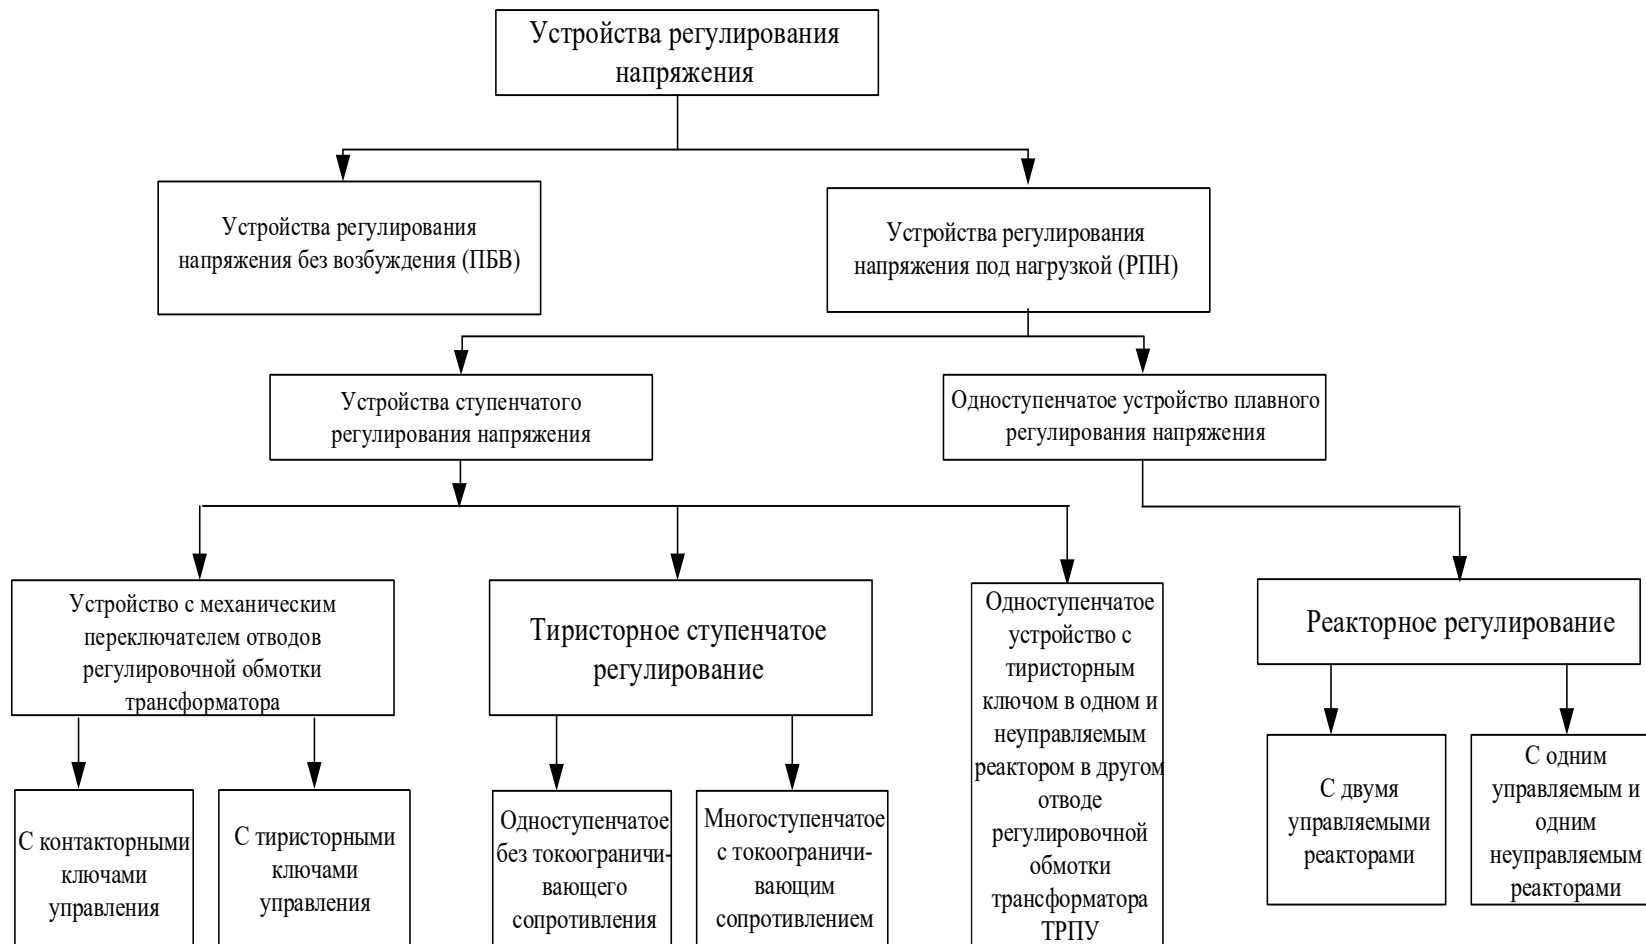 Устройства регулирования
напряжения
Устройства регулирования
напряжения без возбуждения (ПБВ)
Устройства регулирования
напряжения под нагрузкой (РПН)
Устройства ступенчатого
регулирования напряжения
Одноступенчатое устройство плавного
регулирования напряжения
Устройство с механическим
переключателем отводов
регулировочной обмотки
трансформатора
Тиристорное ступенчатое
регулирование
Одноступенчатое
устройство с
тиристорным
ключом в одном и
неуправляемым
реактором в другом
отводе
регулировочной
обмотки
трансформатора
ТРПУ
Реакторное регулирование
С контакторными
ключами
управления
С тиристорными
ключами
управления
Одноступенчатое
без токоограничи-
вающего
сопротивления
Многоступенчатое
с токоограничи-
вающим
сопротивлением
С двумя
управляемыми
реакторами
С одним
управляемым и
одним
неуправляемым
реакторами